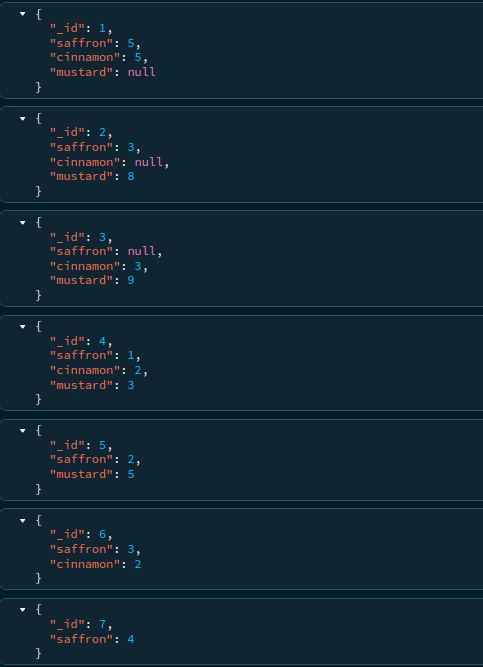 {
"_id": 1,
"saffron": 5,
"cinnamon": 5,
"mustard": null
}
{
"_id": 2,
"saffron": 3,
"cinnamon": null,
"mustard": 8
}
{
"_id": 3,
"saffron": null,
"cinnamon": 3,
"mustard": 9
}
{
"_id": 4,
"saffron": 1,
"cinnamon": 2,
"mustard": 3
}
{
"_id": 5,
"saffron": 2,
"mustard": 5
}
{
"_id": 6,
"saffron": 3,
"cinnamon": 2
}
{
"_id": 7,
"saffron": 4
}